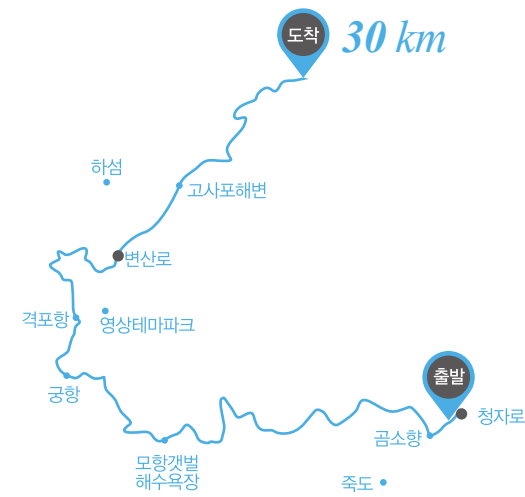 도착
30 km
하섬
고사포해변
변산로
격포항
영상테마파크
궁항
출발
청자로
곰소항
모항갯벌
해수욕장
죽도